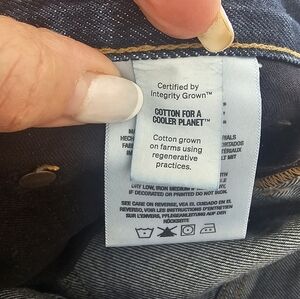 Certified by
Integrity Grown™
COTTON FOR A
COOLER PLANET™
Cotton grown
on farms using
regenerative
practices.
DRY LOW, IRON MEDIUM
IF DECORATED OR PRINTED DO NOT IRON.
SEE CARE ON REVERSE, VEA EL CUIDADO EN EL
REVERSO, VOIR LES INSTRUCTIONS D'ENTRETIEN
SUR L'ENVERS, PFLEGEANLEITUNG AUF DER
RÜCKSEITE